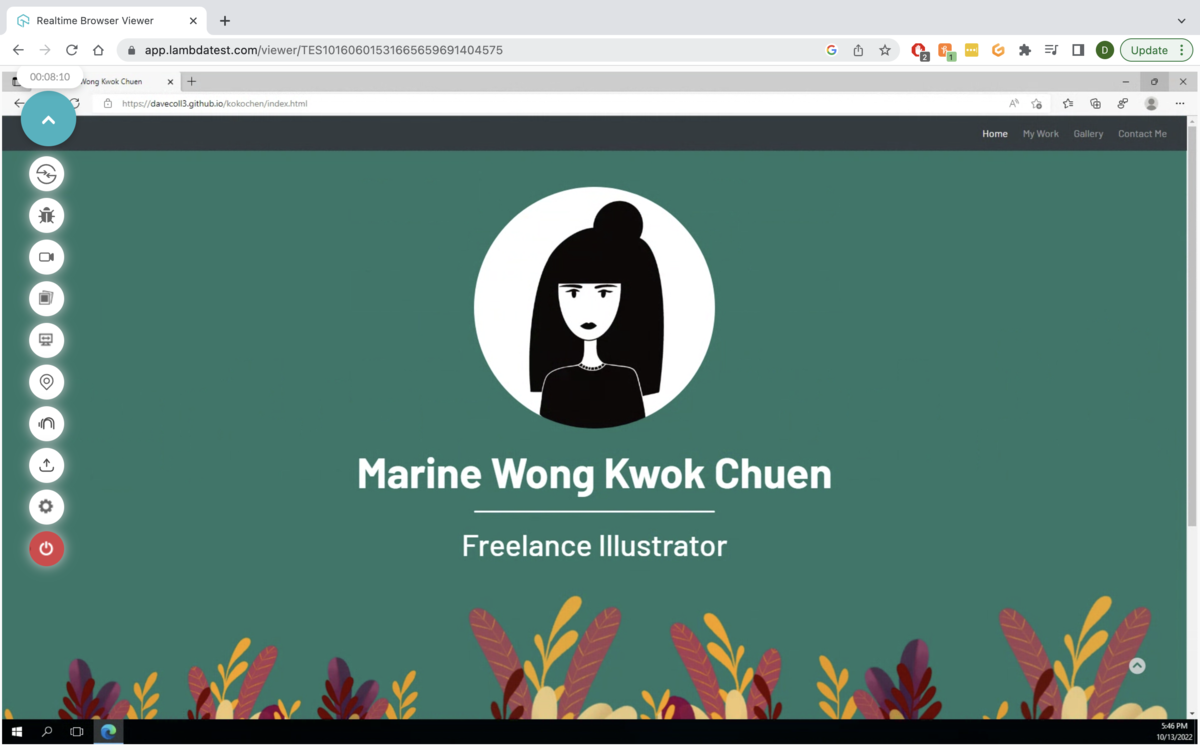 Realtime Browser Viewer
app.lambdatest.com/viewer/TES10160601531665659691404575
2
1
D
Update
00:08:10
Wong Kwok Chuen
https://davecoll3.github.io/kokochen/index.html
Home
My Work
Gallery
Contact Me
Marine Wong Kwok Chuen
Freelance Illustrator
5:46 PM
10/13/2022